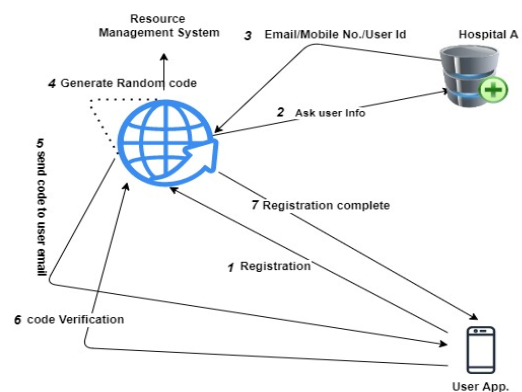 Resource
Management System
3 Email/Mobile No./User Id
Hospital A
4 Generate Random code
2 Ask user Info
5 send code to user email
7 Registration complete
1 Registration
6 code Verification
User App.